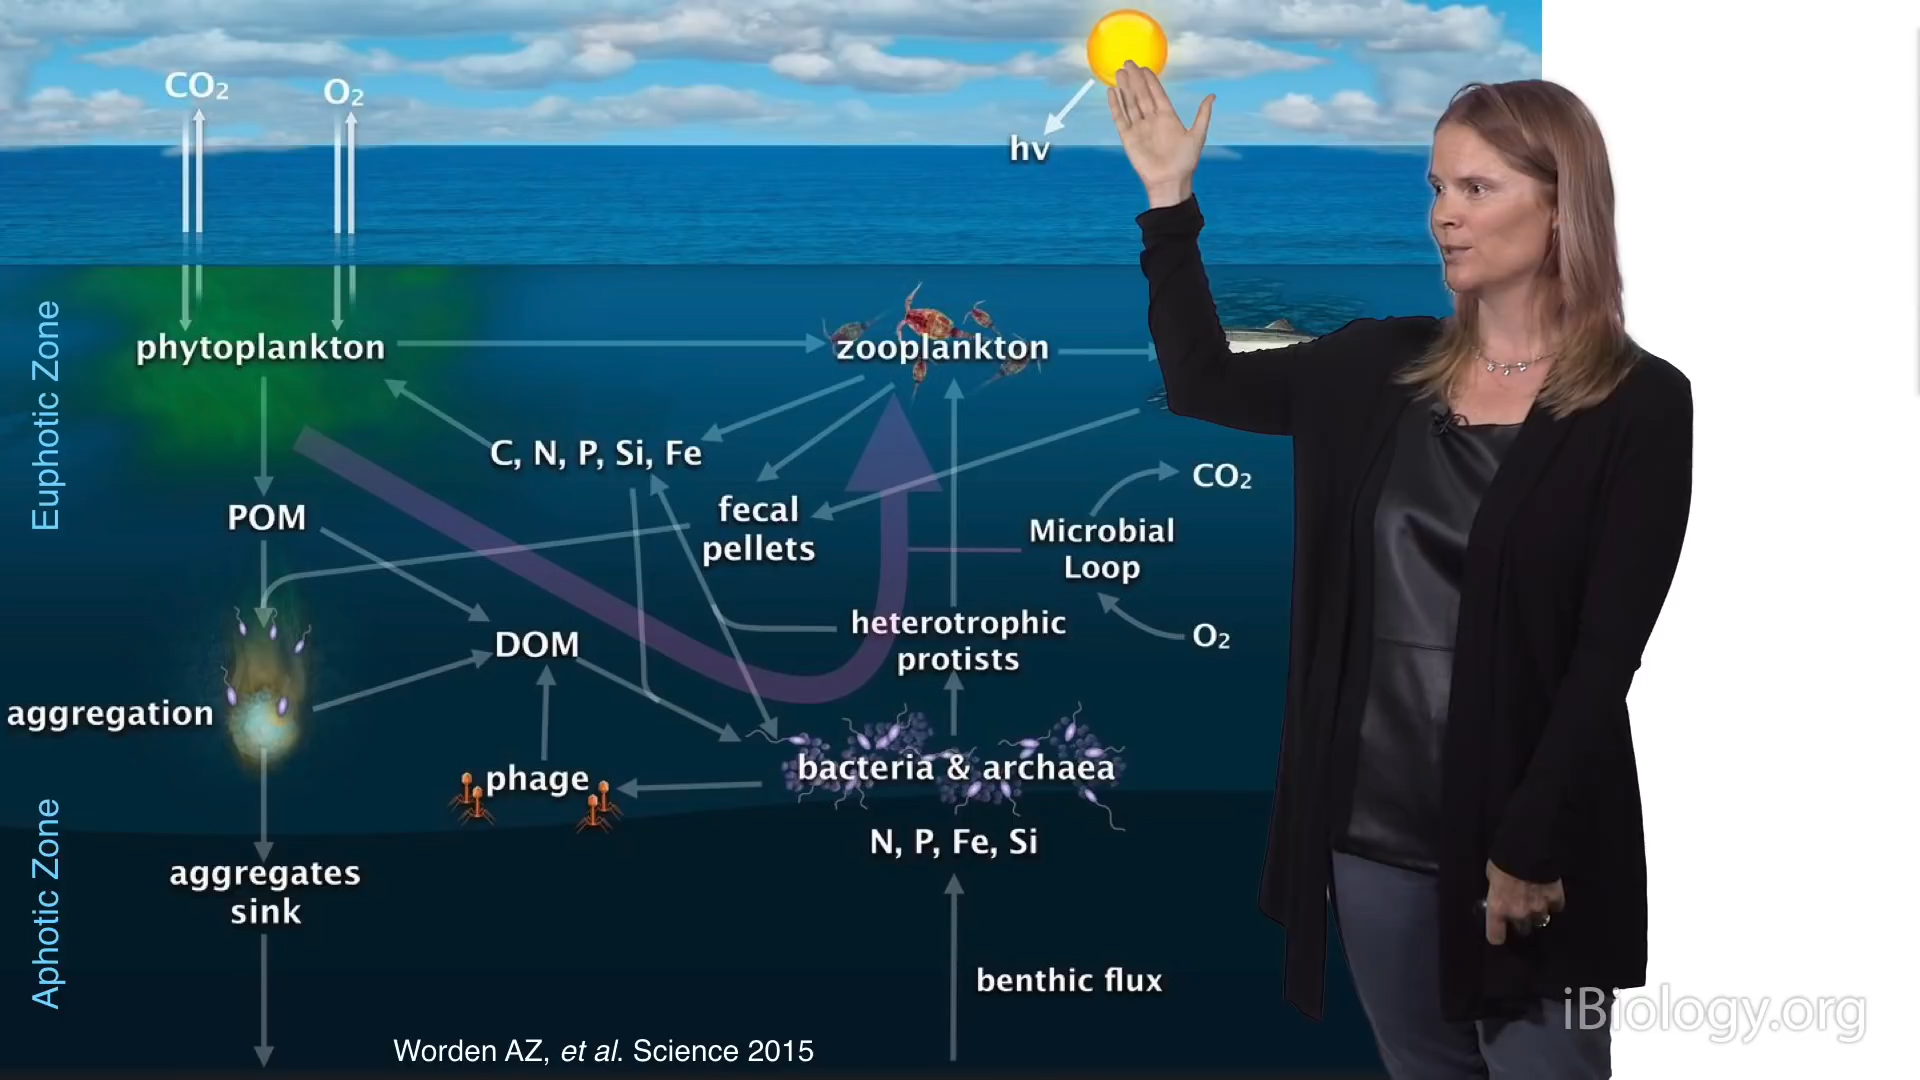 CO₂
O₂
hv
Euphotic Zone
phytoplankton
zooplankton
C, N, P, Si, Fe
CO₂
POM
fecal
pellets
Microbial
Loop
DOM
heterotrophic
protists
O₂
aggregation
phage
bacteria & archaea
N, P, Fe, Si
Aphotic Zone
aggregates
sink
benthic flux
Worden AZ, et al. Science 2015
iBiology.org